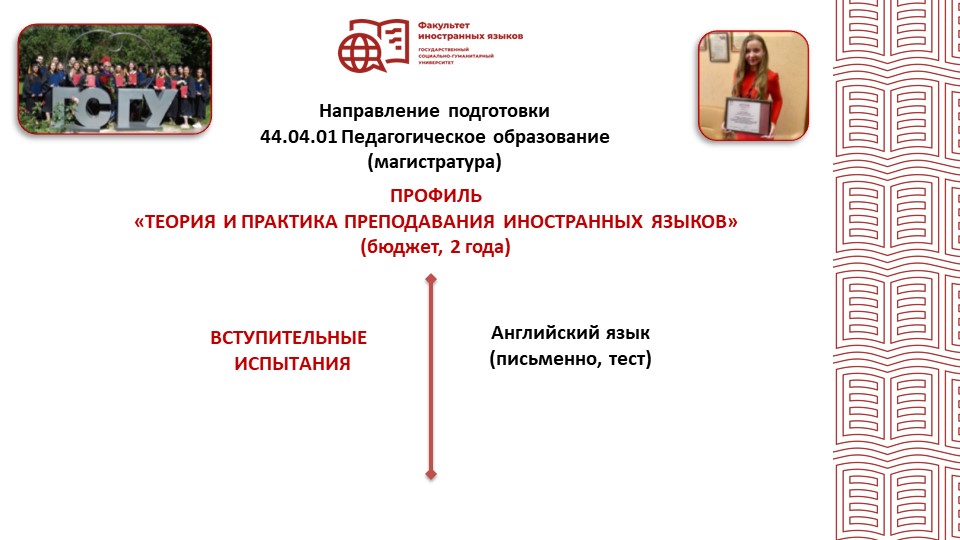 Факультет
иностранных языков
ГОСУДАРСТВЕННЫЙ
СОЦИАЛЬНО-ГУМАНИТАРНЫЙ
УНИВЕРСИТЕТ
ГСГУ
Направление подготовки
44.04.01 Педагогическое образование
(магистратура)
ПРОФИЛЬ
«ТЕОРИЯ И ПРАКТИКА ПРЕПОДАВАНИЯ ИНОСТРАННЫХ ЯЗЫКОВ»
(бюджет, 2 года)
ВСТУПИТЕЛЬНЫЕ
ИСПЫТАНИЯ
Английский язык
(письменно, тест)